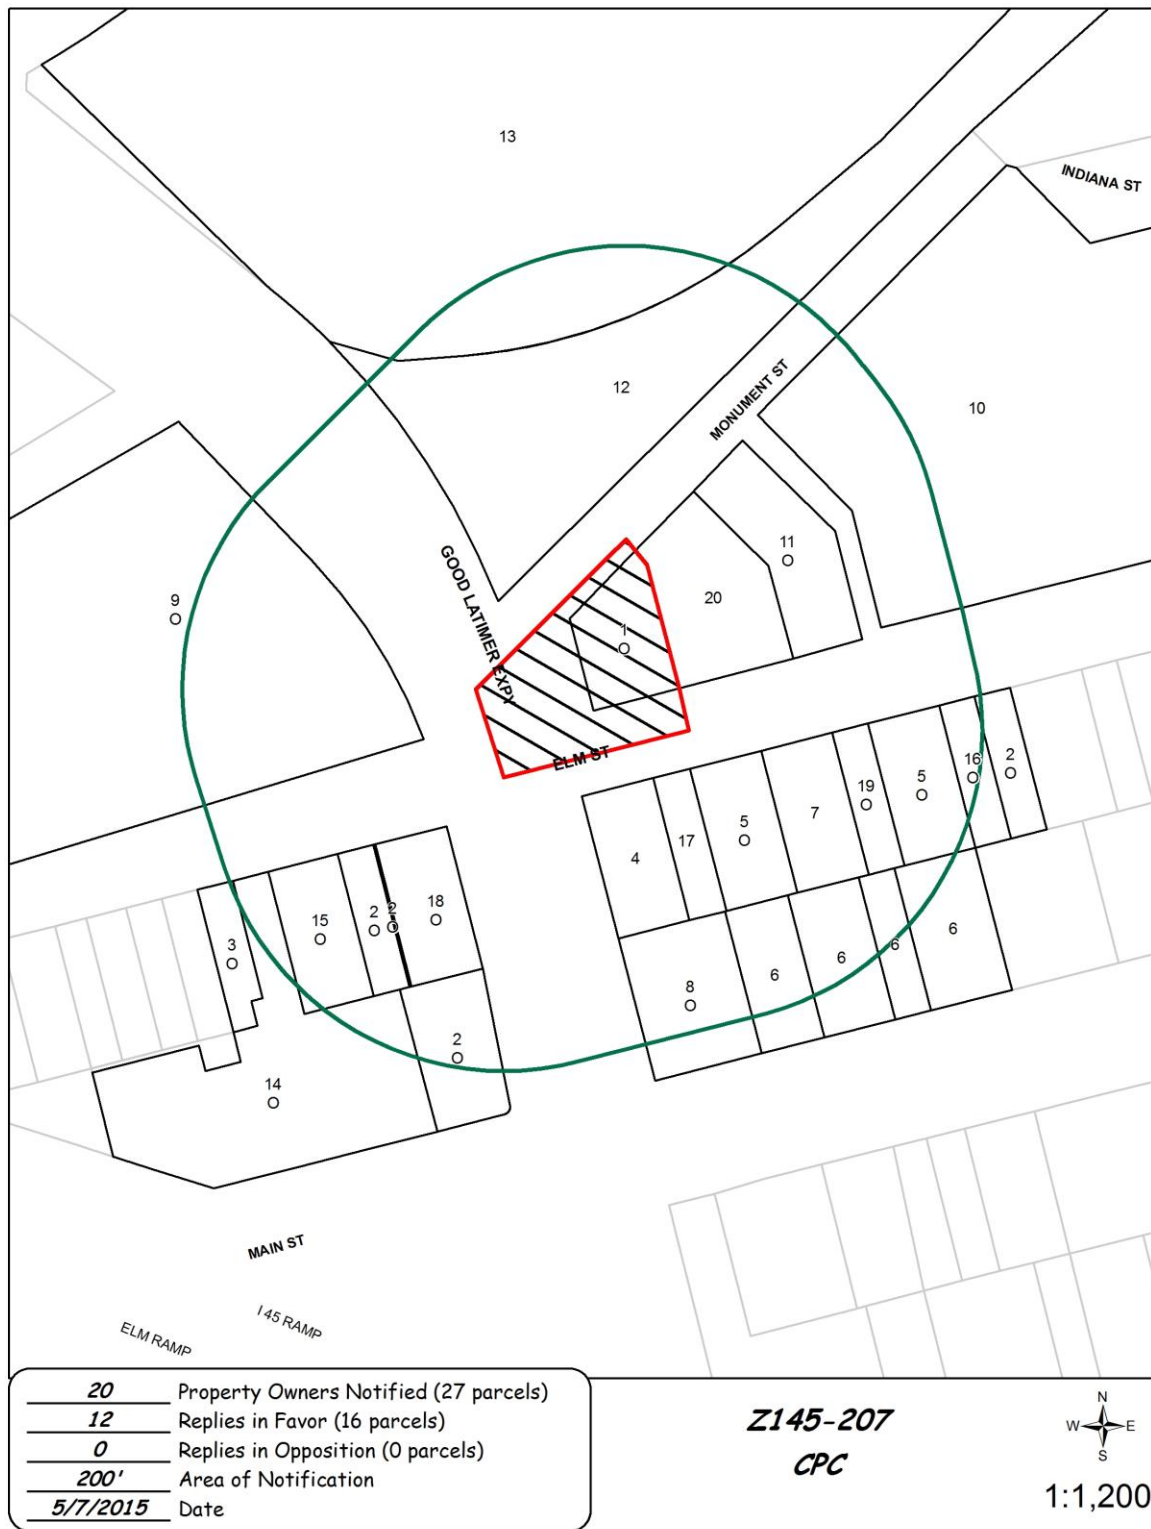 13
INDIANA ST
12
MONUMENT ST
10
11
GOOD LATIMER EXPY
9
20
1
ELM ST
16
2
19
5
5
7
17
4
18
2
2
15
3
6
6
6
6
8
2
14
MAIN ST
I 45 RAMP
ELM RAMP
20 Property Owners Notified (27 parcels)
12 Replies in Favor (16 parcels)
0 Replies in Opposition (0 parcels)
200' Area of Notification
5/7/2015 Date
Z145-207
CPC
N
W E
S
1:1,200